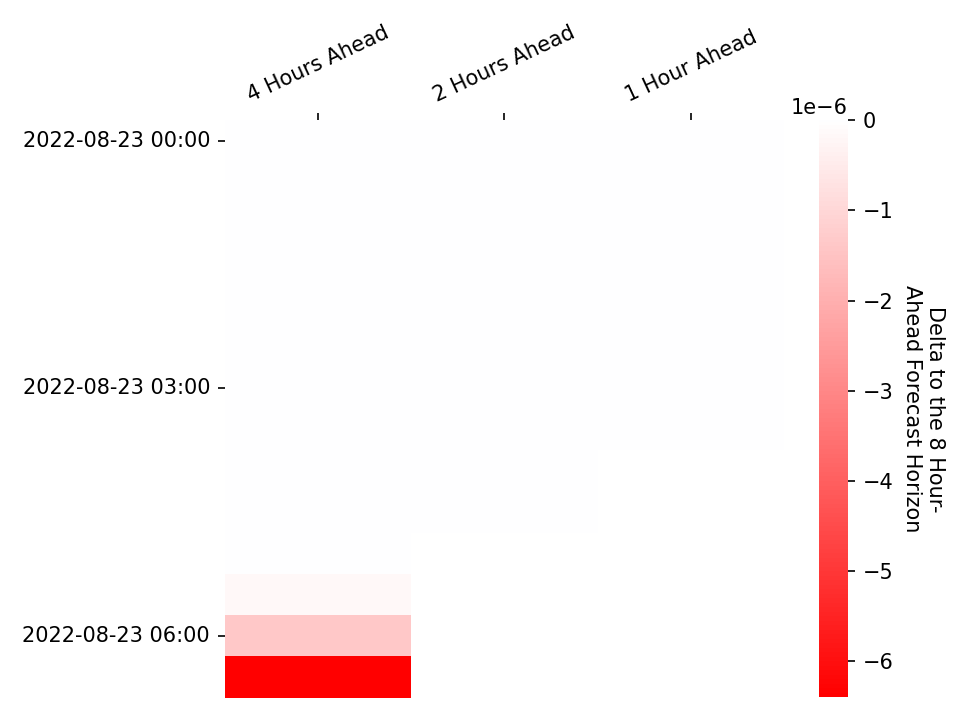 4 Hours Ahead
2 Hours Ahead
1 Hour Ahead
1e−6
2022-08-23 00:00
2022-08-23 03:00
2022-08-23 06:00
0
−1
−2
−3
−4
−5
−6
Delta to the 8 Hour-
Ahead Forecast Horizon